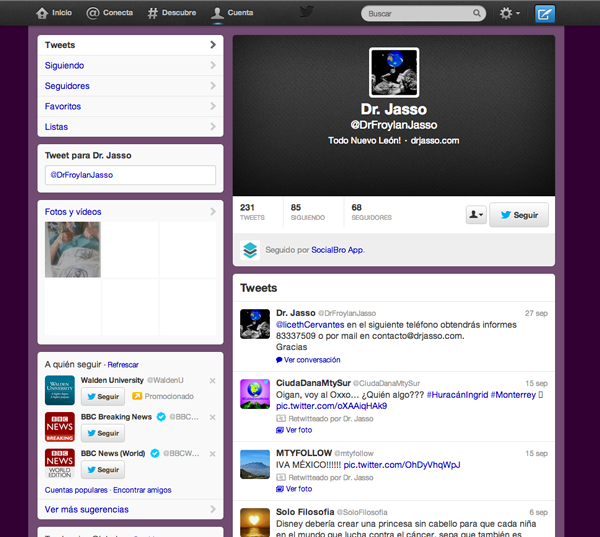 Inicio @ Conecta # Descubre Cuenta Buscar
Tweets
Siguiendo
Seguidores
Favoritos
Listas
Tweet para Dr. Jasso
@DrFroylanJasso
Fotos y vídeos
A quién seguir · Refrescar
Walden University @WaldenU
Seguir Promocionado
BBC Breaking News @BBC...
Seguir
BBC News (World) @BBCW...
Seguir
Cuentas populares · Encontrar amigos
Ver más sugerencias
Dr. Jasso
@DrFroylanJasso
Todo Nuevo León! · drjasso.com
231 85 68
TWEETS SIGUIENDO SEGUIDORES
Seguir
Seguido por SocialBro App.
Tweets
Dr. Jasso @DrFroylanJasso 27 sep
@licethCervantes en el siguiente teléfono obtendrás informes
83337509 o por mail en contacto@drjasso.com.
Gracias
Ver conversación
CiudaDanaMtySur @CiudaDanaMtySur 15 sep
Oigan, voy al Oxxo... ¿Quién algo??? #HuracánIngrid #Monterrey
pic.twitter.com/oXAAiqHAk9
Retwitteado por Dr. Jasso
Ver foto
MTYFOLLOW @mtyfollow 15 sep
IVA MÉXICO!!!!!! pic.twitter.com/OhDyVhqWpJ
Retwitteado por Dr. Jasso
Ver foto
Solo Filosofia @SoloFilosofia 6 sep
Disney debería crear una princesa sin cabello para que cada niña
en el mundo que lucha contra el cáncer, sepa que también es